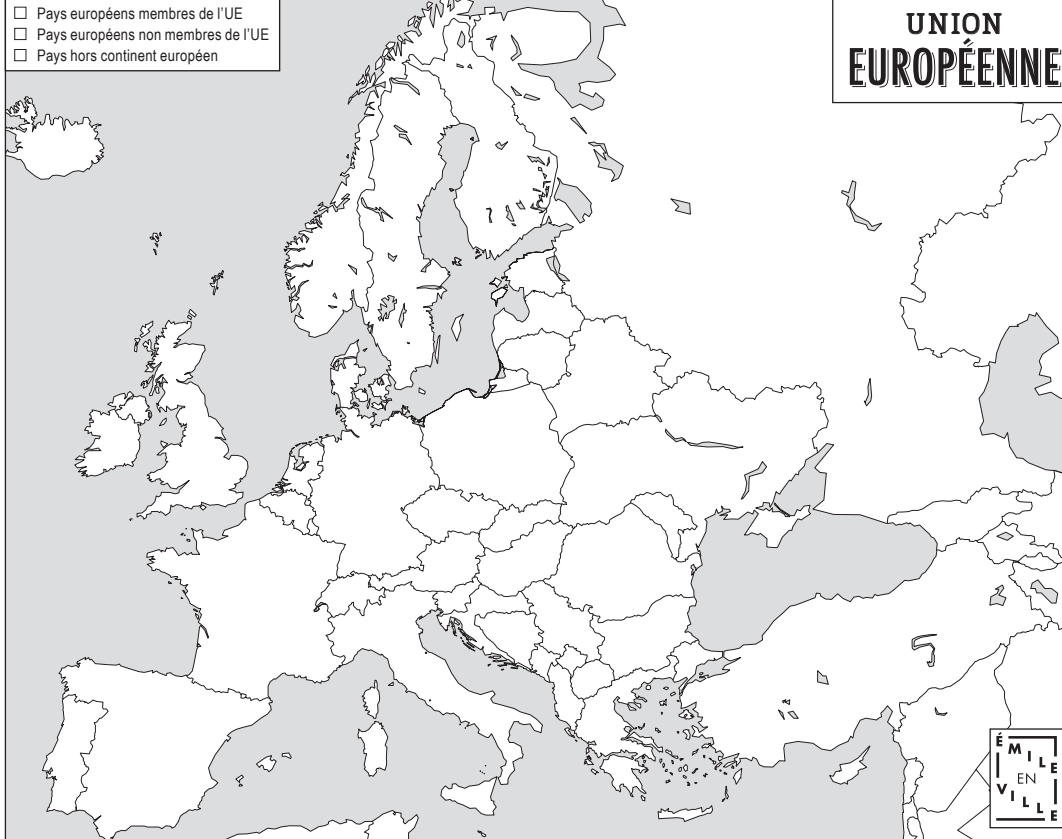 ☐ Pays européens membres de l'UE
☐ Pays européens non membres de l'UE
☐ Pays hors continent européen
UNION
EUROPÉENNE
ÉMILE
EN
VILLE